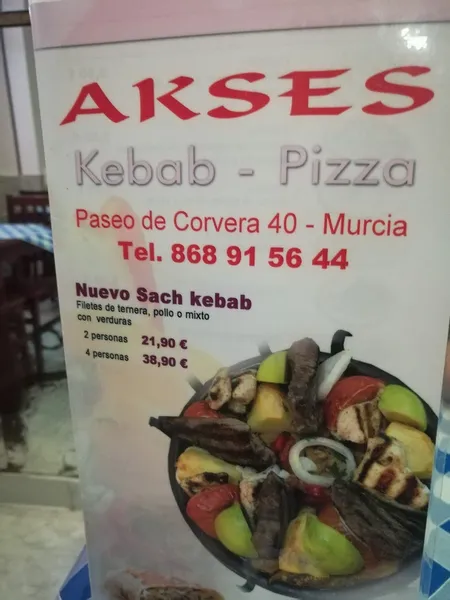 AKSES
Kebab - Pizza
Paseo de Corvera 40 - Murcia
Tel. 868 91 56 44
Nuevo Sach kebab
Filetes de ternera, pollo o mixto
con verduras
2 personas 21,90 €
4 personas 38,90 €